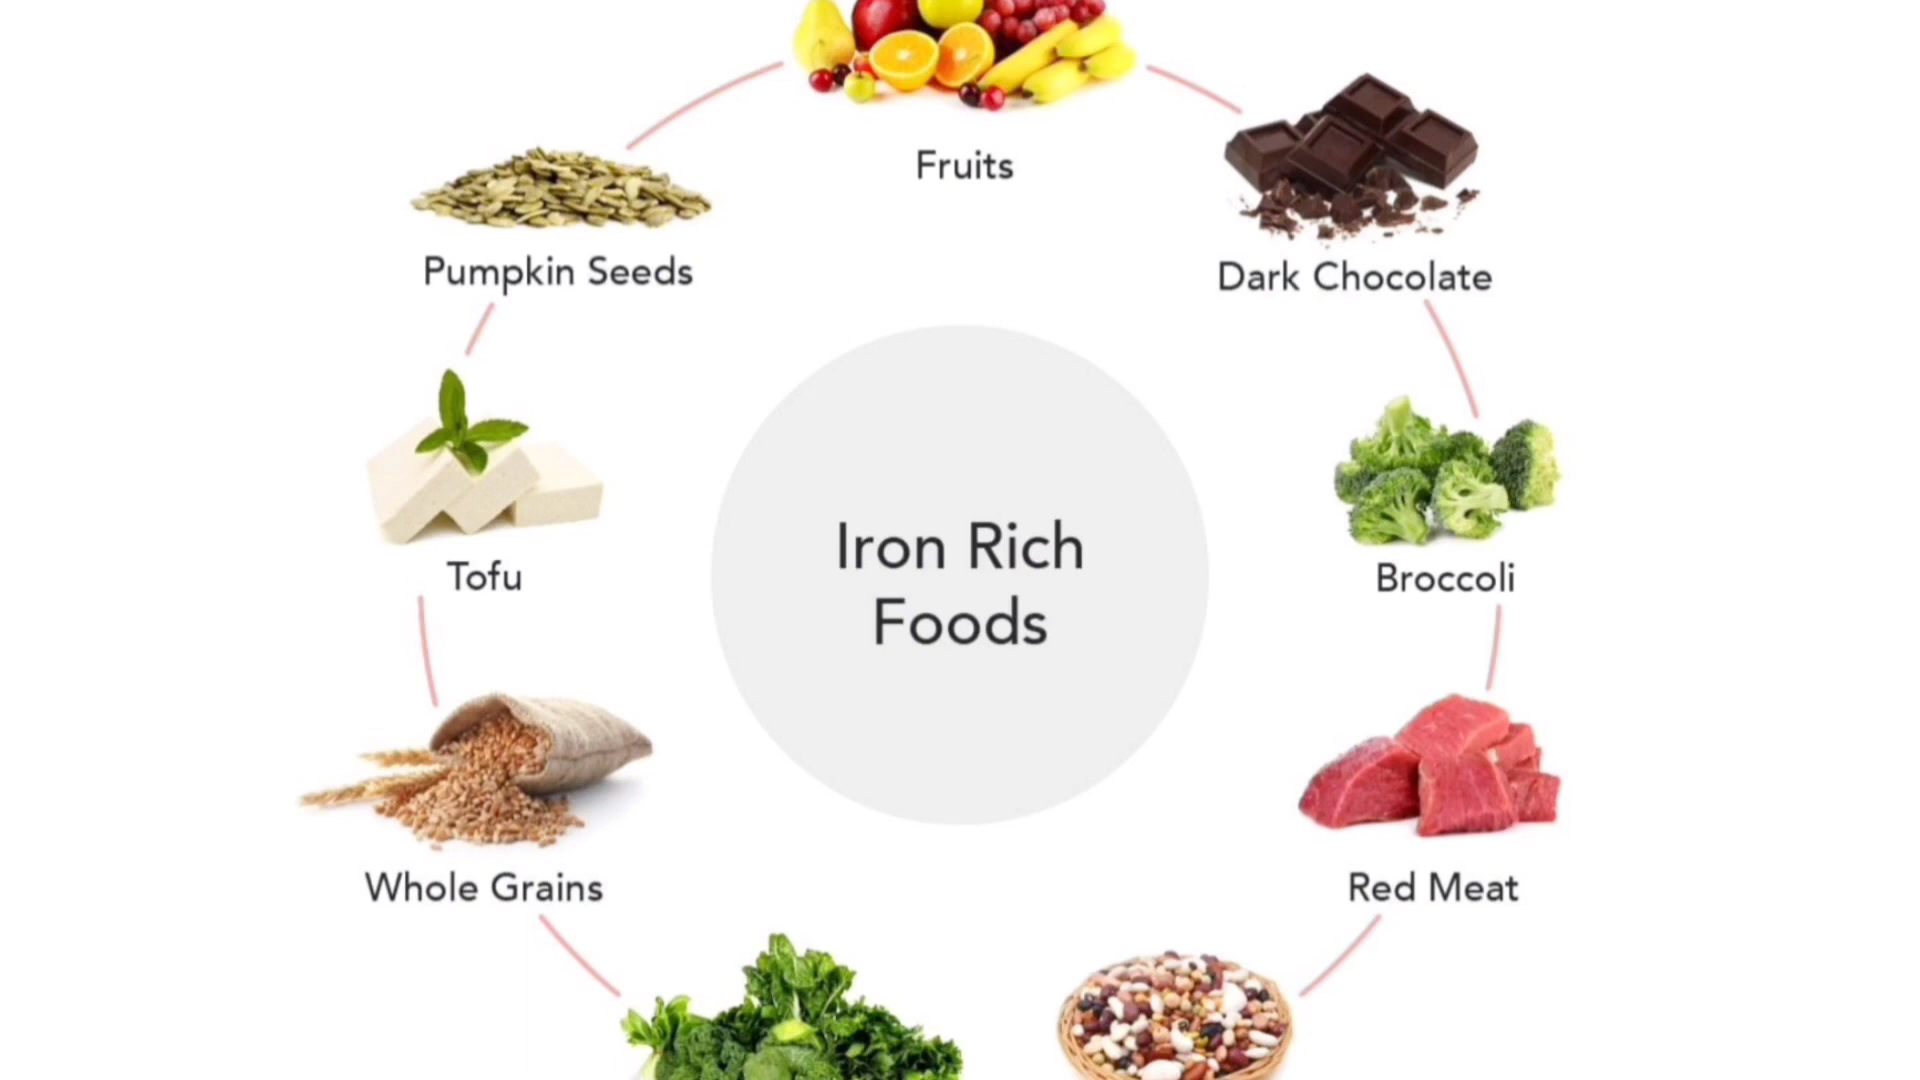 Fruits
Pumpkin Seeds
Dark Chocolate
Iron Rich
Foods
Tofu
Broccoli
Whole Grains
Red Meat